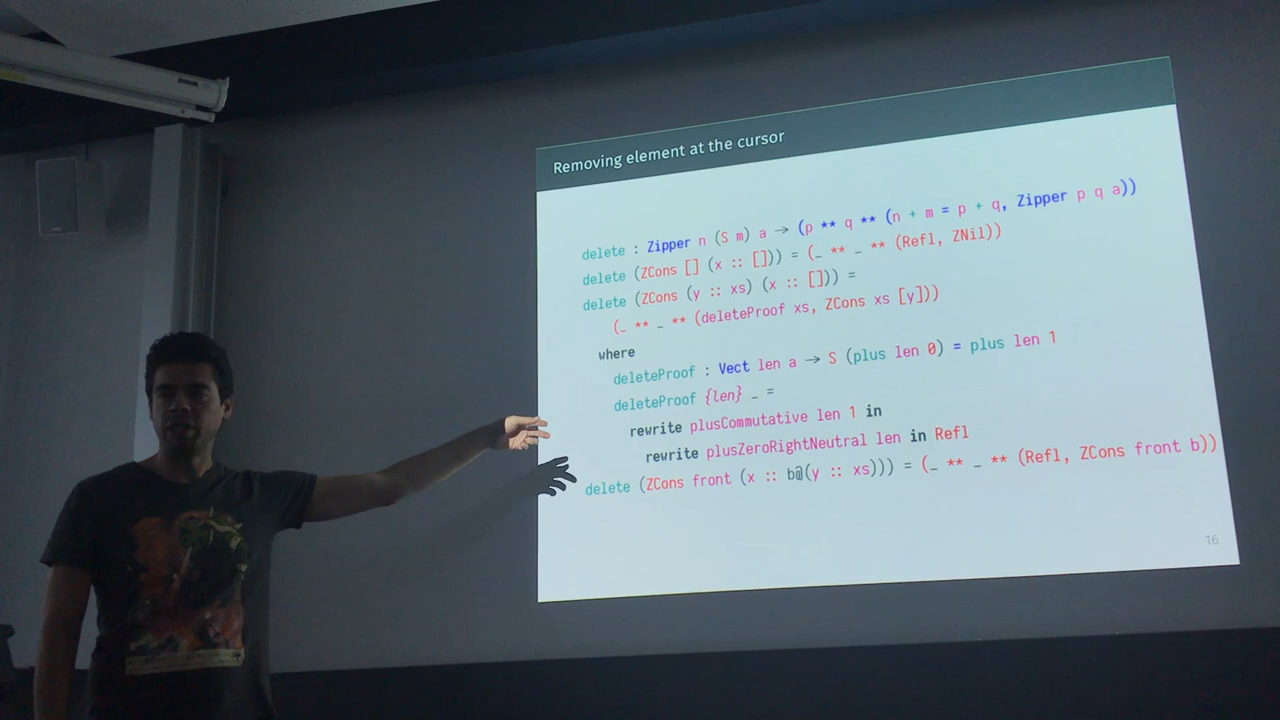 Removing element at the cursor
delete : Zipper n (S m) a → (p ** q ** (n + m = p + q, Zipper p q a))
delete (ZCons [] (x :: [])) = (_ ** _ ** (Refl, ZNil))
delete (ZCons (y :: xs) (x :: [])) =
(_ ** _ ** (deleteProof xs, ZCons xs [y]))
where
deleteProof : Vect len a → S (plus len 0) = plus len 1
deleteProof {len} _ =
rewrite plusCommutative len 1 in
rewrite plusZeroRightNeutral len in Refl
delete (ZCons front (x :: b@(y :: xs))) = (_ ** _ ** (Refl, ZCons front b))
16